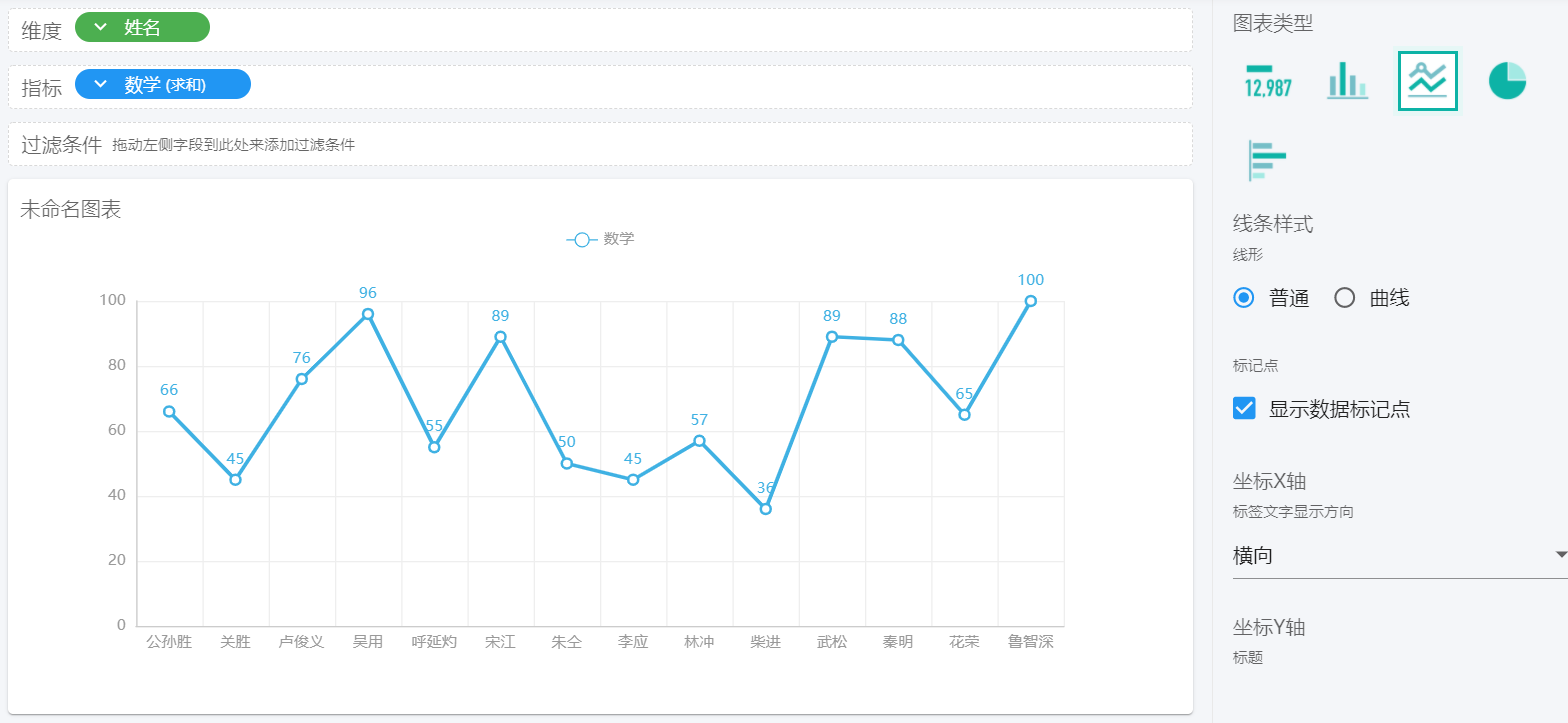 维度 姓名
指标 数学 (求和)
过滤条件 拖动左侧字段到此处来添加过滤条件
未命名图表
数学
100
80
60
40
20
0
66
45
76
96
55
89
50
45
57
36
89
88
65
100
公孙胜 关胜 卢俊义 吴用 呼延灼 宋江 朱仝 李应 林冲 柴进 武松 秦明 花荣 鲁智深
图表类型
12,987
线条样式
线形
普通 曲线
标记点
显示数据标记点
坐标X轴
标签文字显示方向
横向
坐标Y轴
标题